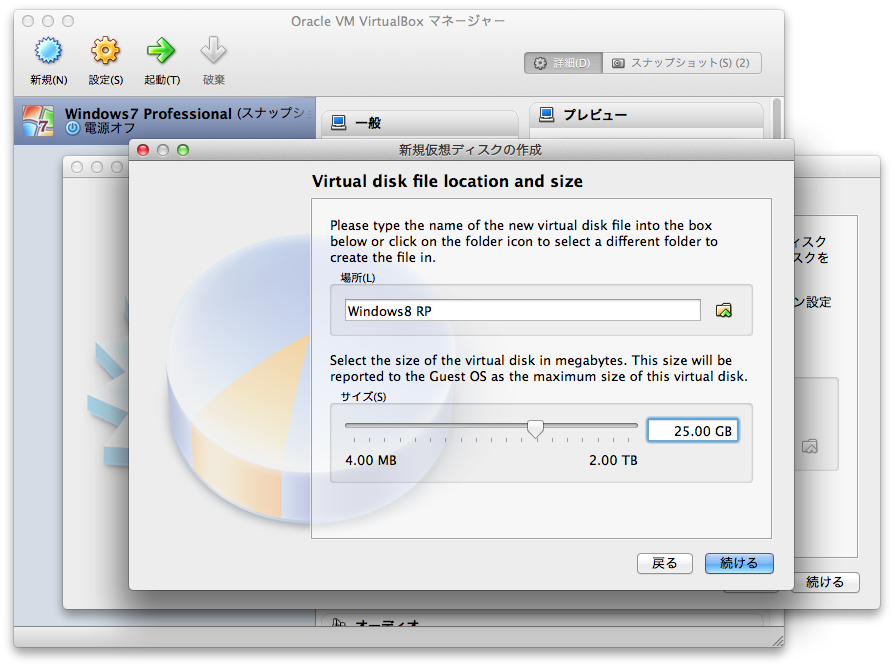 Oracle VM VirtualBox マネージャー
新規(N)
設定(S)
起動(T)
破棄
詳細(D)
スナップショット(S) (2)
Windows7 Professional (スナップシ
電源オフ
一般
プレビュー
新規仮想ディスクの作成
Virtual disk file location and size
Please type the name of the new virtual disk file into the box
below or click on the folder icon to select a different folder to
create the file in.
場所(L)
Windows8 RP
Select the size of the virtual disk in megabytes. This size will be
reported to the Guest OS as the maximum size of this virtual disk.
サイズ(S)
25.00 GB
4.00 MB
2.00 TB
戻る
続ける
ィスク
スクを
ン設定
続ける
オーディオ